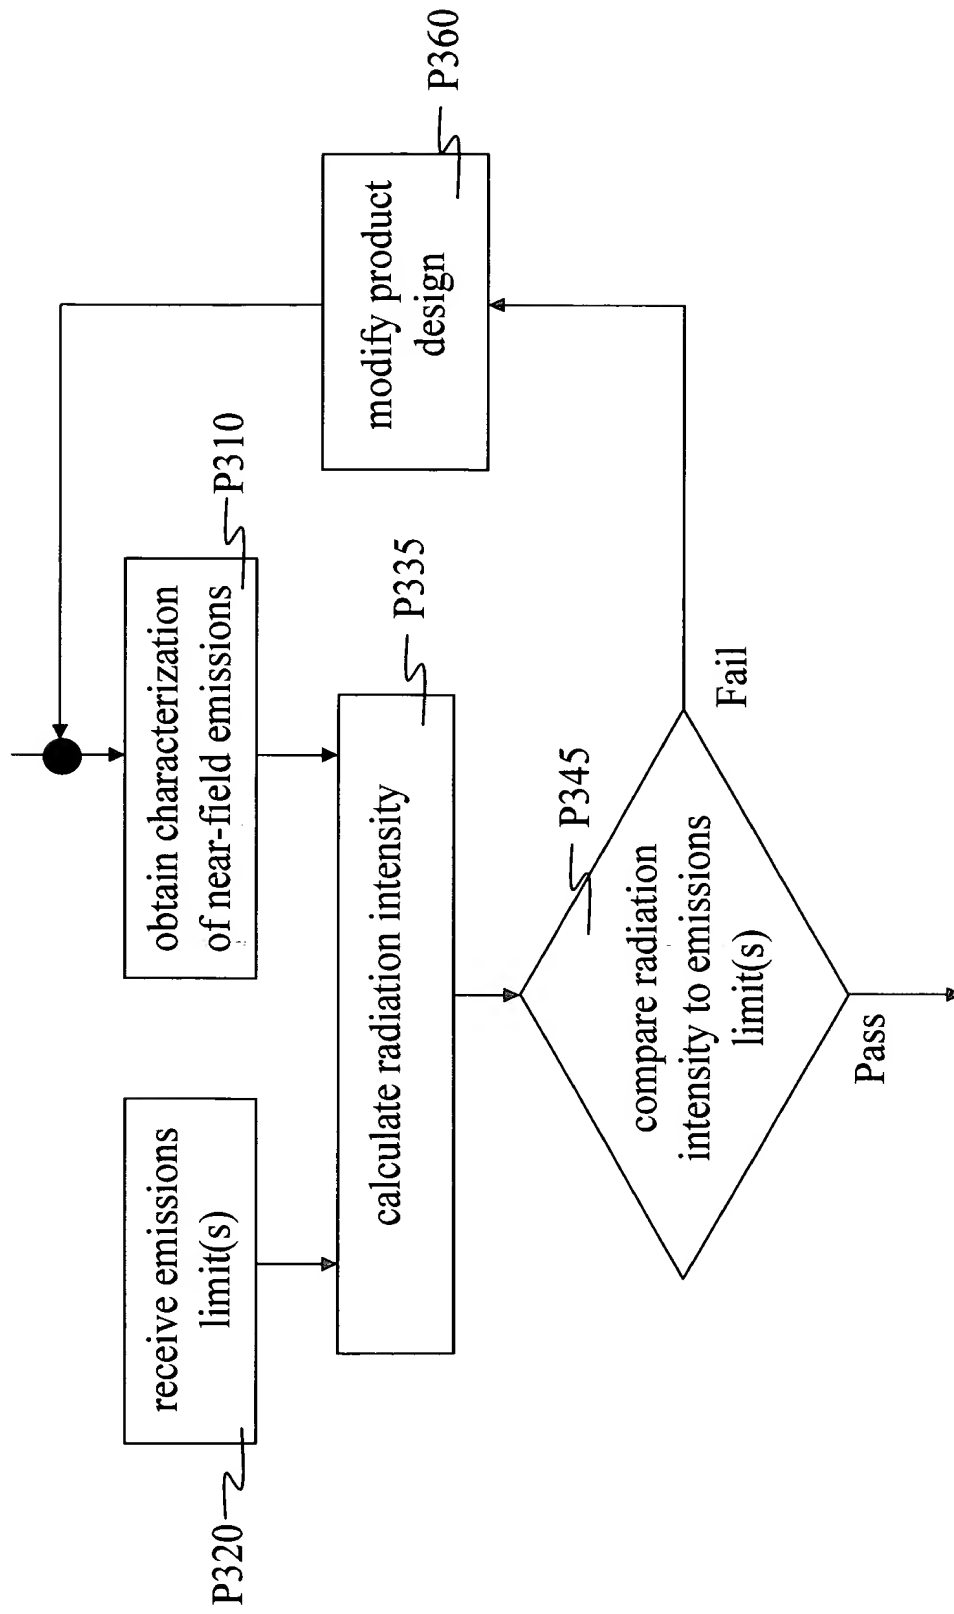 receive emissions
limit(s)
P320
obtain characterization
of near-field emissions
P310
calculate radiation intensity
P335
compare radiation
intensity to emissions
limit(s)
P345
Pass
Fail
modify product
design
P360